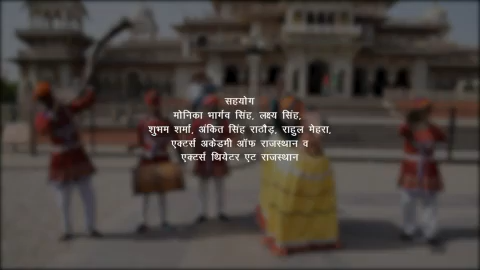 सहयोग
मोनिका भार्गव सिंह, लक्ष्य सिंह,
शुभम शर्मा, अंकित सिंह राठौड़, राहुल मेहरा,
एक्टर्स अकेडमी ऑफ राजस्थान व
एक्टर्स थियेटर एट राजस्थान